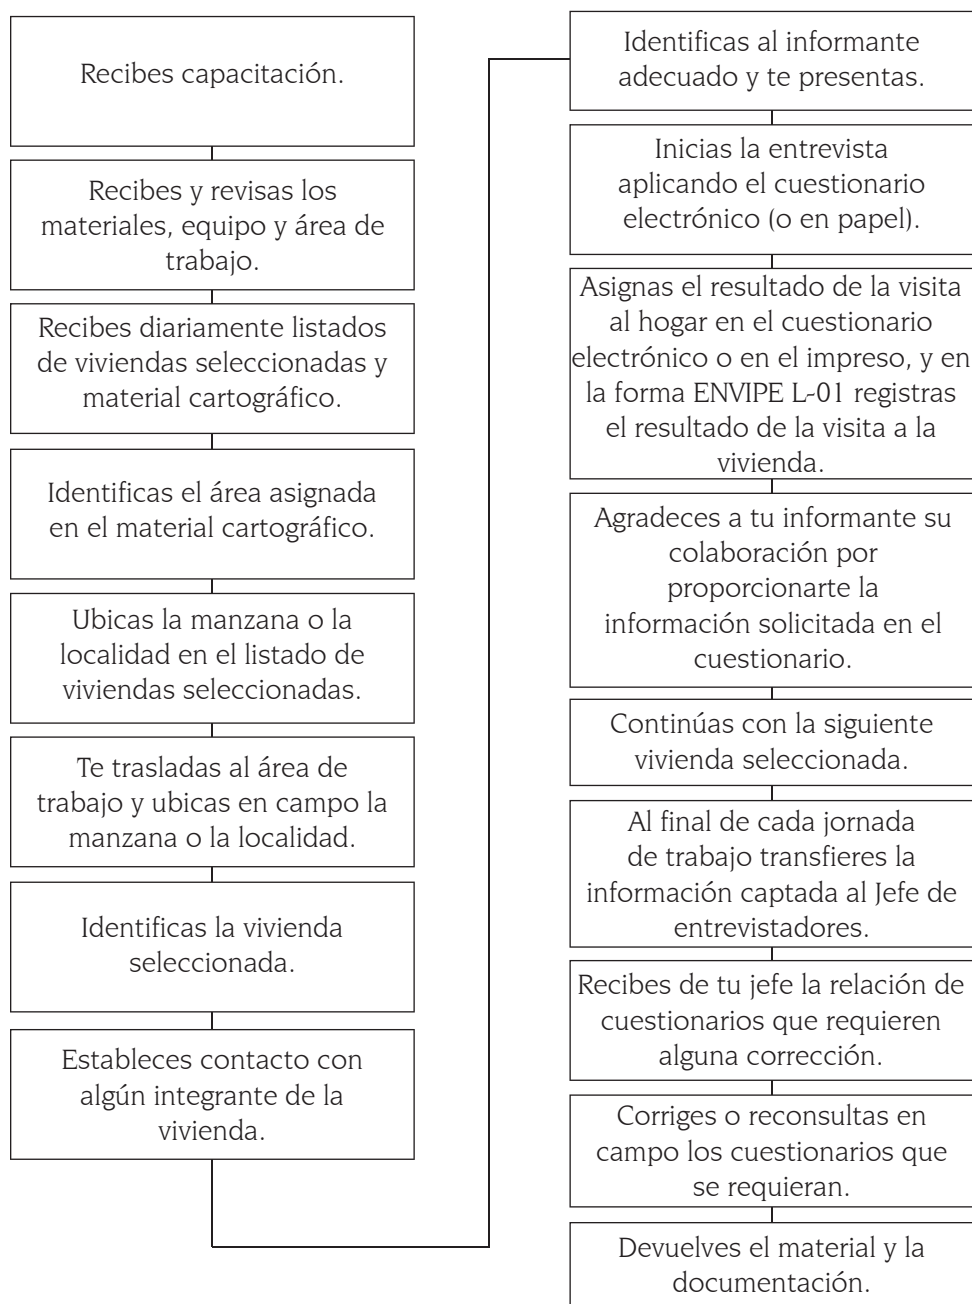 Recibes capacitación.
Recibes y revisas los
materiales, equipo y área de
trabajo.
Recibes diariamente listados
de viviendas seleccionadas y
material cartográfico.
Identificas el área asignada
en el material cartográfico.
Ubicas la manzana o la
localidad en el listado de
viviendas seleccionadas.
Te trasladas al área de
trabajo y ubicas en campo la
manzana o la localidad.
Identificas la vivienda
seleccionada.
Estableces contacto con
algún integrante de la
vivienda.
Identificas al informante
adecuado y te presentas.
Inicias la entrevista
aplicando el cuestionario
electrónico (o en papel).
Asignas el resultado de la visita
al hogar en el cuestionario
electrónico o en el impreso, y en
la forma ENVIPE L-01 registras
el resultado de la visita a la
vivienda.
Agradeces a tu informante su
colaboración por
proporcionarte la
información solicitada en el
cuestionario.
Continúas con la siguiente
vivienda seleccionada.
Al final de cada jornada
de trabajo transfieres la
información captada al Jefe de
entrevistadores.
Recibes de tu jefe la relación de
cuestionarios que requieren
alguna corrección.
Corriges o reconsultas en
campo los cuestionarios que
se requieran.
Devuelves el material y la
documentación.